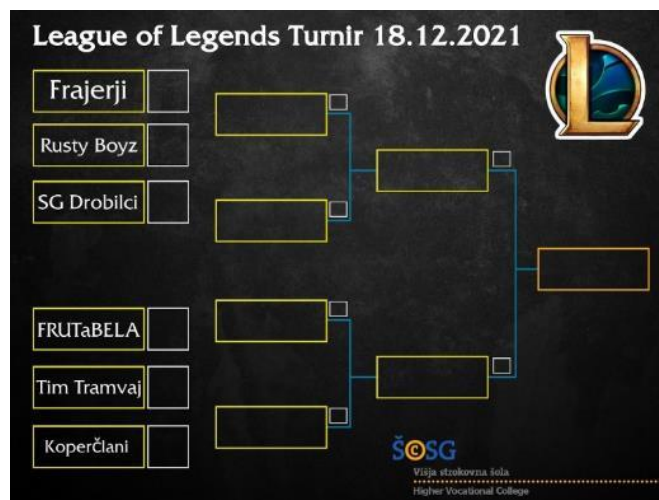 League of Legends Turnir 18.12.2021
Frajerji
Rusty Boyz
SG Drobilci
FRUTaBELA
Tim Tramvaj
KoperČlani
ŠCSG
Višja strokovna šola
Higher Vocational College